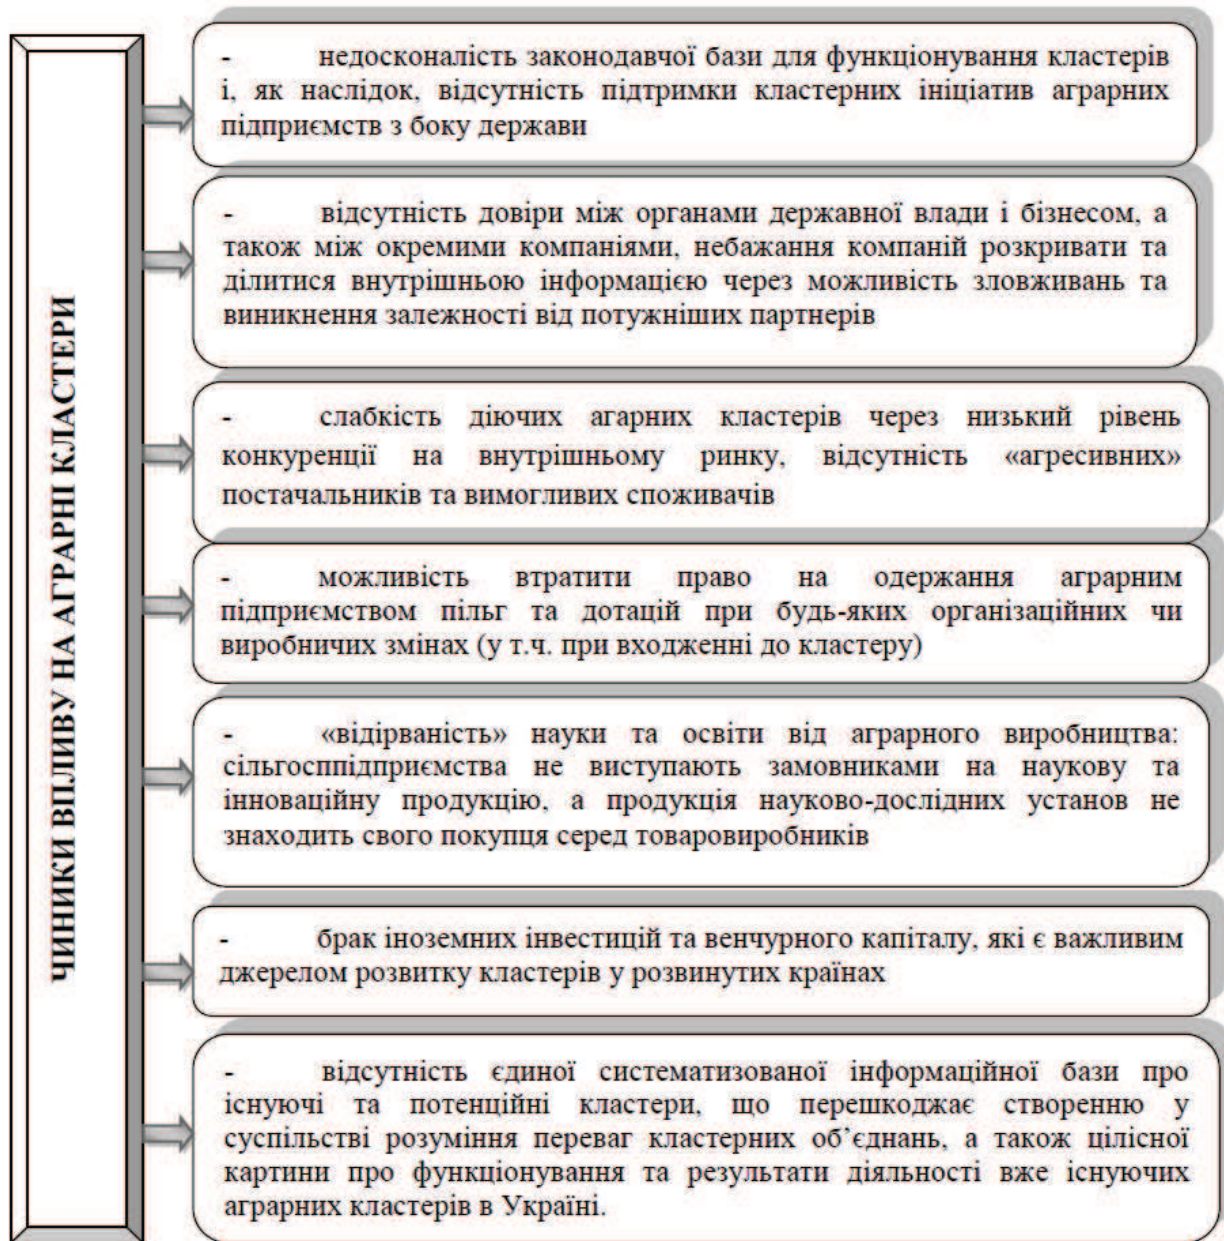 ЧИННИКИ ВПЛИВУ НА АГРАРНІ КЛАСТЕРИ
- недосконалість законодавчої бази для функціонування кластерів
і, як наслідок, відсутність підтримки кластерних ініціатив аграрних
підприємств з боку держави
- відсутність довіри між органами державної влади і бізнесом, а
також між окремими компаніями, небажання компаній розкривати та
ділитися внутрішньою інформацією через можливість зловживань та
виникнення залежності від потужніших партнерів
- слабкість діючих агарних кластерів через низький рівень
конкуренції на внутрішньому ринку, відсутність «агресивних»
постачальників та вимогливих споживачів
- можливість втратити право на одержання аграрним
підприємством пільг та дотацій при будь-яких організаційних чи
виробничих змінах (у т.ч. при входженні до кластеру)
- «відірваність» науки та освіти від аграрного виробництва:
сільгосппідприємства не виступають замовниками на наукову та
інноваційну продукцію, а продукція науково-дослідних установ не
знаходить свого покупця серед товаровиробників
- брак іноземних інвестицій та венчурного капіталу, які є важливим
джерелом розвитку кластерів у розвинутих країнах
- відсутність єдиної систематизованої інформаційної бази про
існуючі та потенційні кластери, що перешкоджає створенню у
суспільстві розуміння переваг кластерних об’єднань, а також цілісної
картини про функціонування та результати діяльності вже існуючих
аграрних кластерів в Україні.